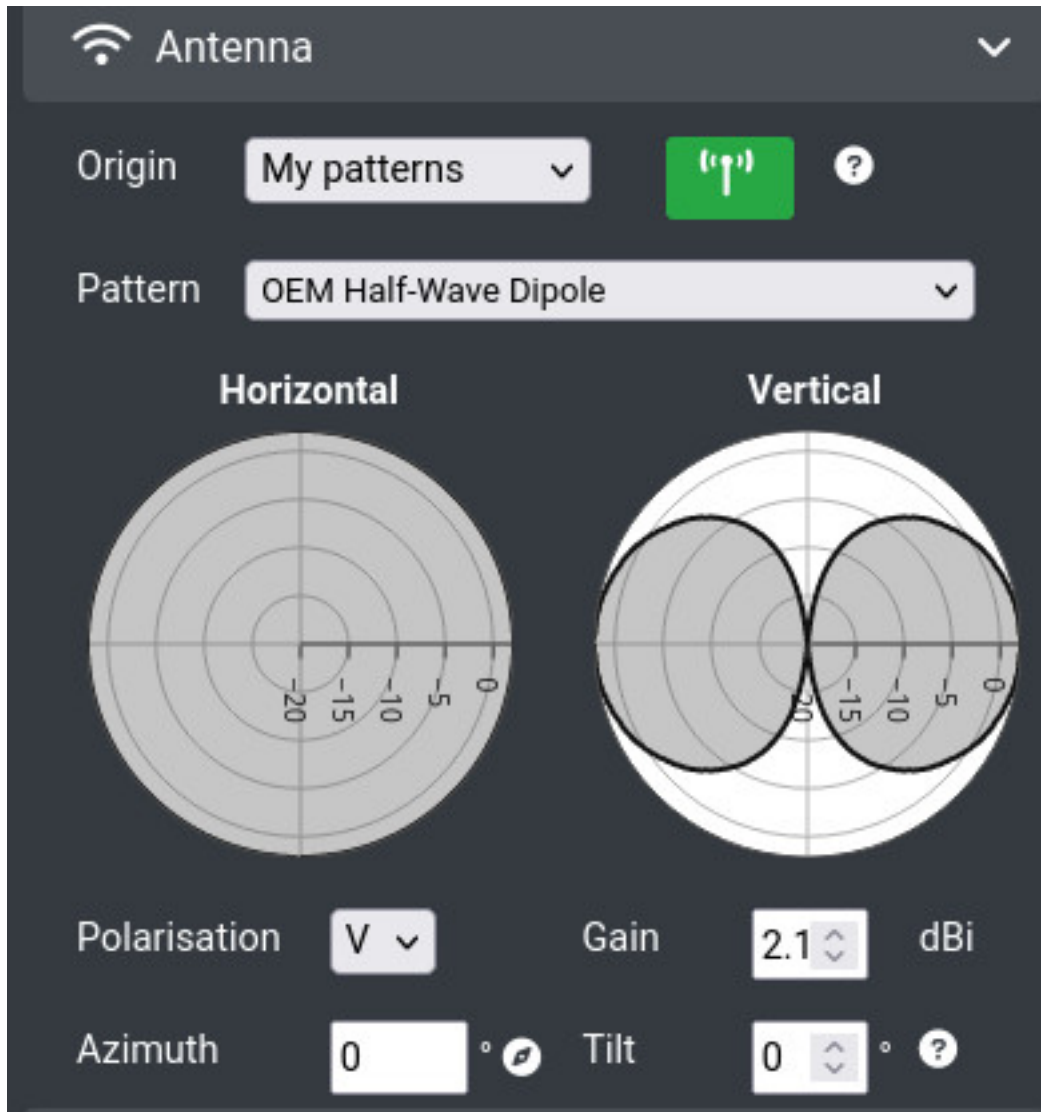 Antenna
Origin My patterns ?
Pattern OEM Half-Wave Dipole
Horizontal Vertical
-20 -15 -10 -5 0 20 -15 -10 -5 0
Polarisation V Gain 2.1 dBi
Azimuth 0 ° Tilt 0 ° ?